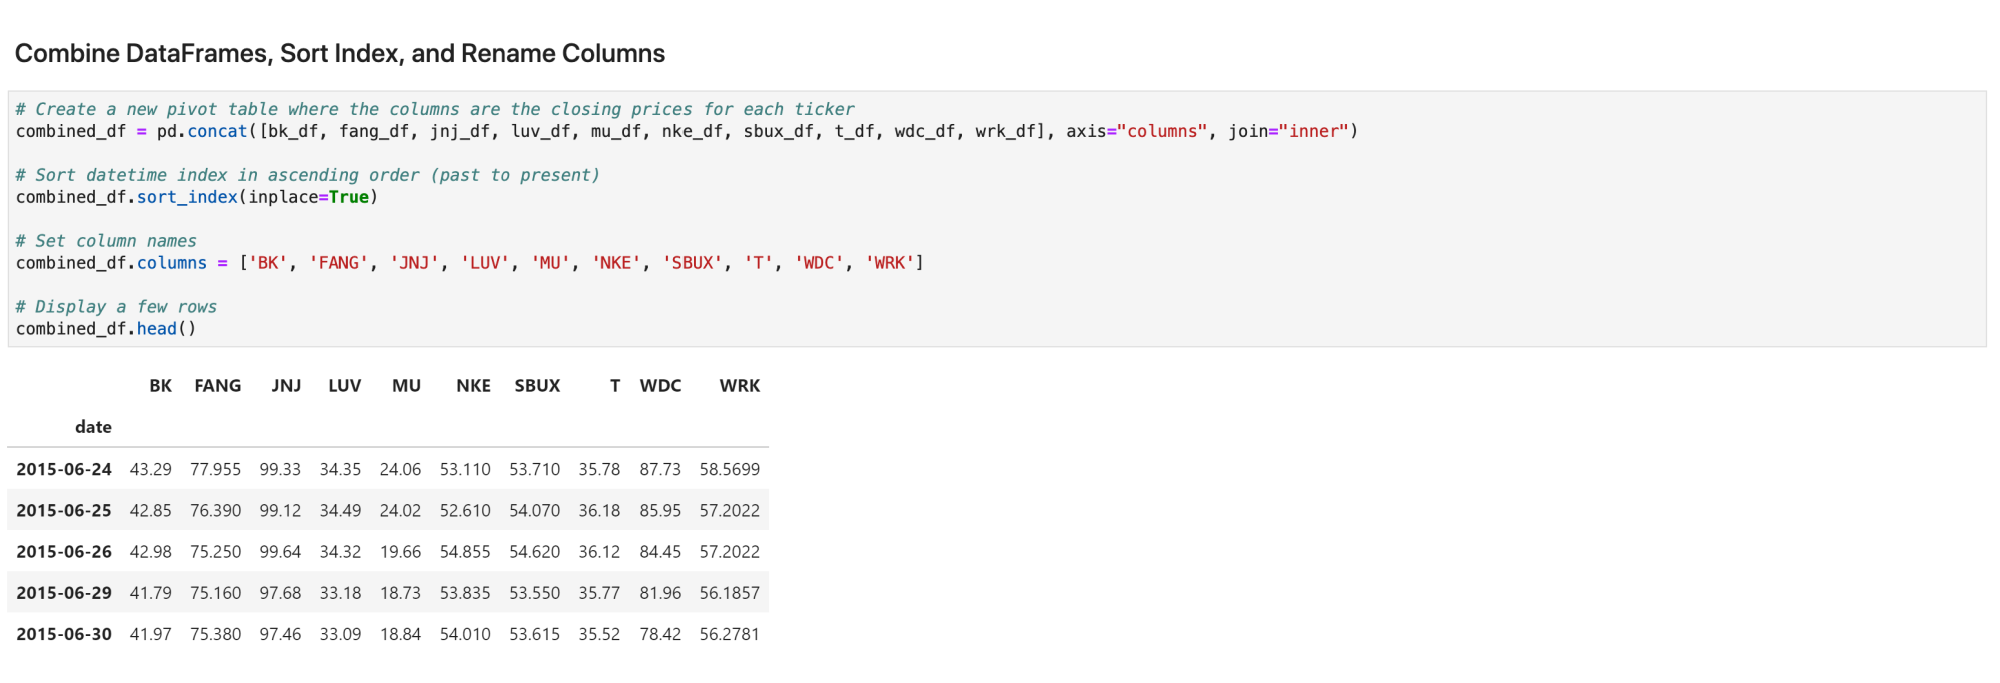 Combine DataFrames, Sort Index, and Rename Columns
# Create a new pivot table where the columns are the closing prices for each ticker
combined_df = pd.concat([bk_df, fang_df, jnj_df, luv_df, mu_df, nke_df, sbux_df, t_df, wdc_df, wrk_df], axis="columns", join="inner")
# Sort datetime index in ascending order (past to present)
combined_df.sort_index(inplace=True)
# Set column names
combined_df.columns = ['BK', 'FANG', 'JNJ', 'LUV', 'MU', 'NKE', 'SBUX', 'T', 'WDC', 'WRK']
# Display a few rows
combined_df.head()
BK FANG JNJ LUV MU NKE SBUX T WDC WRK
date
2015-06-24 43.29 77.955 99.33 34.35 24.06 53.110 53.710 35.78 87.73 58.5699
2015-06-25 42.85 76.390 99.12 34.49 24.02 52.610 54.070 36.18 85.95 57.2022
2015-06-26 42.98 75.250 99.64 34.32 19.66 54.855 54.620 36.12 84.45 57.2022
2015-06-29 41.79 75.160 97.68 33.18 18.73 53.835 53.550 35.77 81.96 56.1857
2015-06-30 41.97 75.380 97.46 33.09 18.84 54.010 53.615 35.52 78.42 56.2781